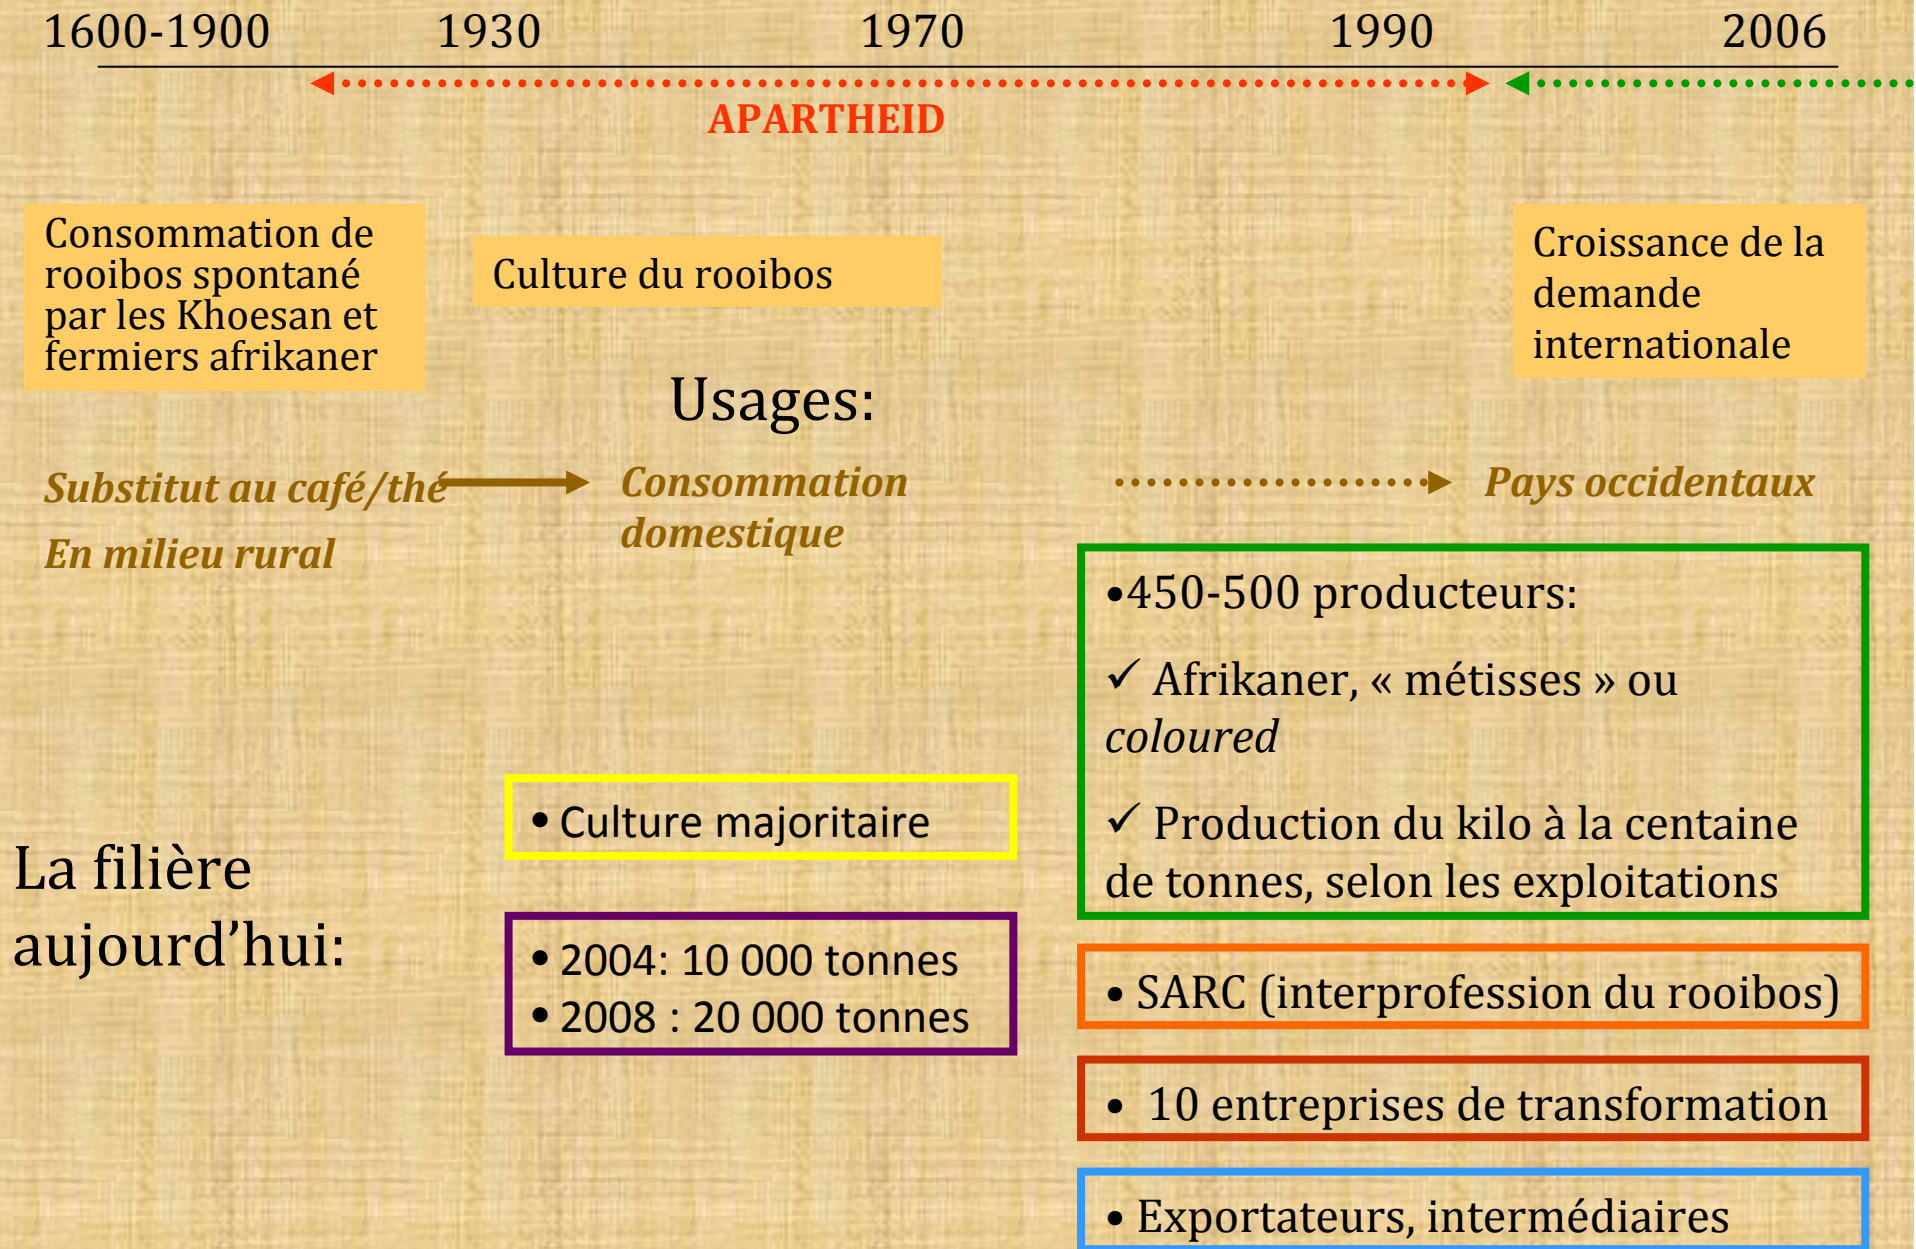 1600-1900 1930 1970 1990 2006
APARTHEID
Consommation de
rooibos spontané
par les Khoesan et
fermiers afrikaner
Culture du rooibos
Croissance de la
demande
internationale
Usages:
Substitut au café/thé
En milieu rural
Consommation
domestique
Pays occidentaux
La filière
aujourd’hui:
• Culture majoritaire
• 2004: 10 000 tonnes
• 2008 : 20 000 tonnes
•450-500 producteurs:
✓ Afrikaner, « métisses » ou
coloured
✓ Production du kilo à la centaine
de tonnes, selon les exploitations
• SARC (interprofession du rooibos)
• 10 entreprises de transformation
• Exportateurs, intermédiaires